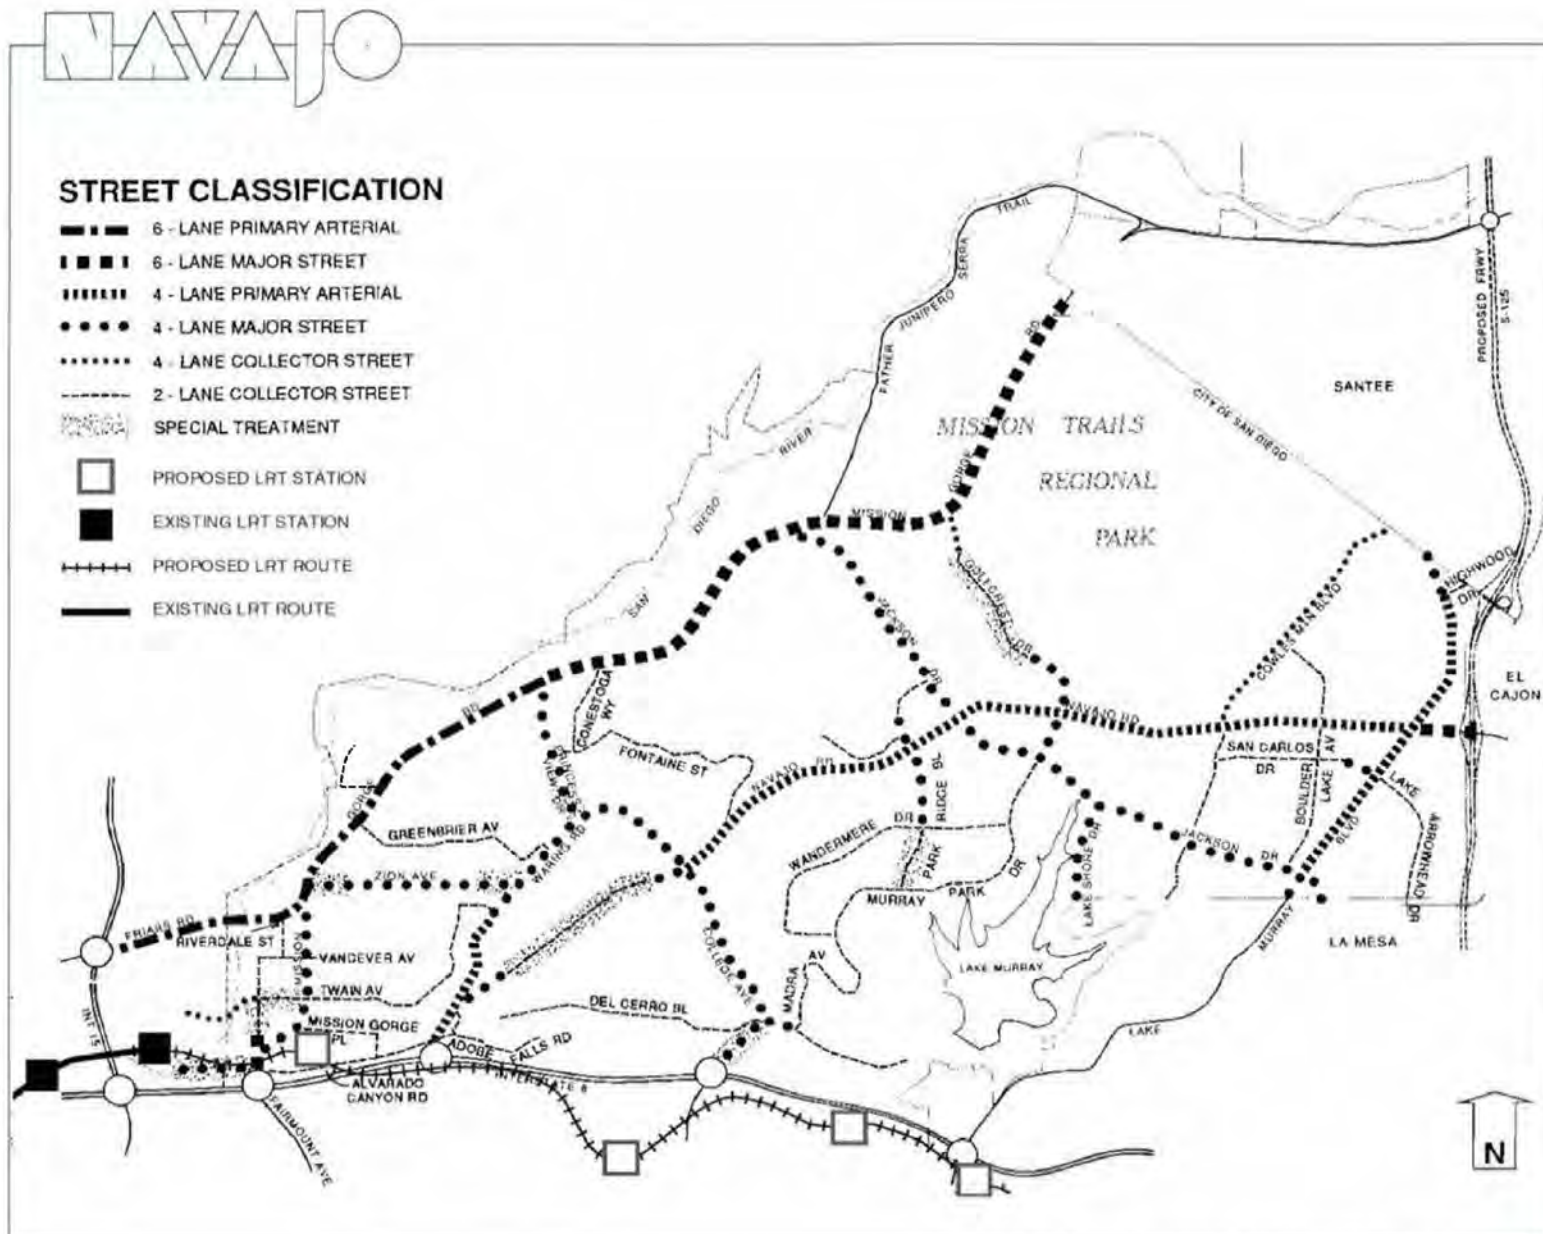 NAVAJO
STREET CLASSIFICATION
6 - LANE PRIMARY ARTERIAL
6 - LANE MAJOR STREET
4 - LANE PRIMARY ARTERIAL
4 - LANE MAJOR STREET
4 - LANE COLLECTOR STREET
2 - LANE COLLECTOR STREET
SPECIAL TREATMENT
PROPOSED LRT STATION
EXISTING LRT STATION
PROPOSED LRT ROUTE
EXISTING LRT ROUTE
FATHER JUNIPERO SERRA TRAIL
PROPOSED FRWY
S-125
SANTEE
CITY OF SAN DIEGO
MISSION TRAILS
REGIONAL
PARK
SAN DIEGO RIVER
MISSION GORGE RD
HIGHWOOD
DR
GOLFCREST DR
JACKSON DR
COWLES MTN BLVD
EL
CAJON
NAVAJO RD
CONESTOGA
WY
FONTAINE ST
PRINCESS
VIEW
SAN CARLOS
DR
BOULDER
LAKE AV
LAKE
ARROWHEAD DR
RIDGE BL
PARK
NAVAJO RD
GORGE RD
GREENBRIER AV
WARING RD
WANDERMERE DR
JACKSON DR
BLVD
LAKE SHORE DR
ZION AVE
MURRAY PARK DR
MURRAY
FRIARS RD
RIVERDALE ST
MISSION
VANDEVER AV
COLLEGE AVE
MADRA
AV
LAKE MURRAY
LA MESA
TWAIN AV
DEL CERRO BL
INT 15
MISSION GORGE
PL
ADOBE FALLS RD
LAKE
ALVARADO
CANYON RD
INTERSTATE 8
FAIRMOUNT AVE
N